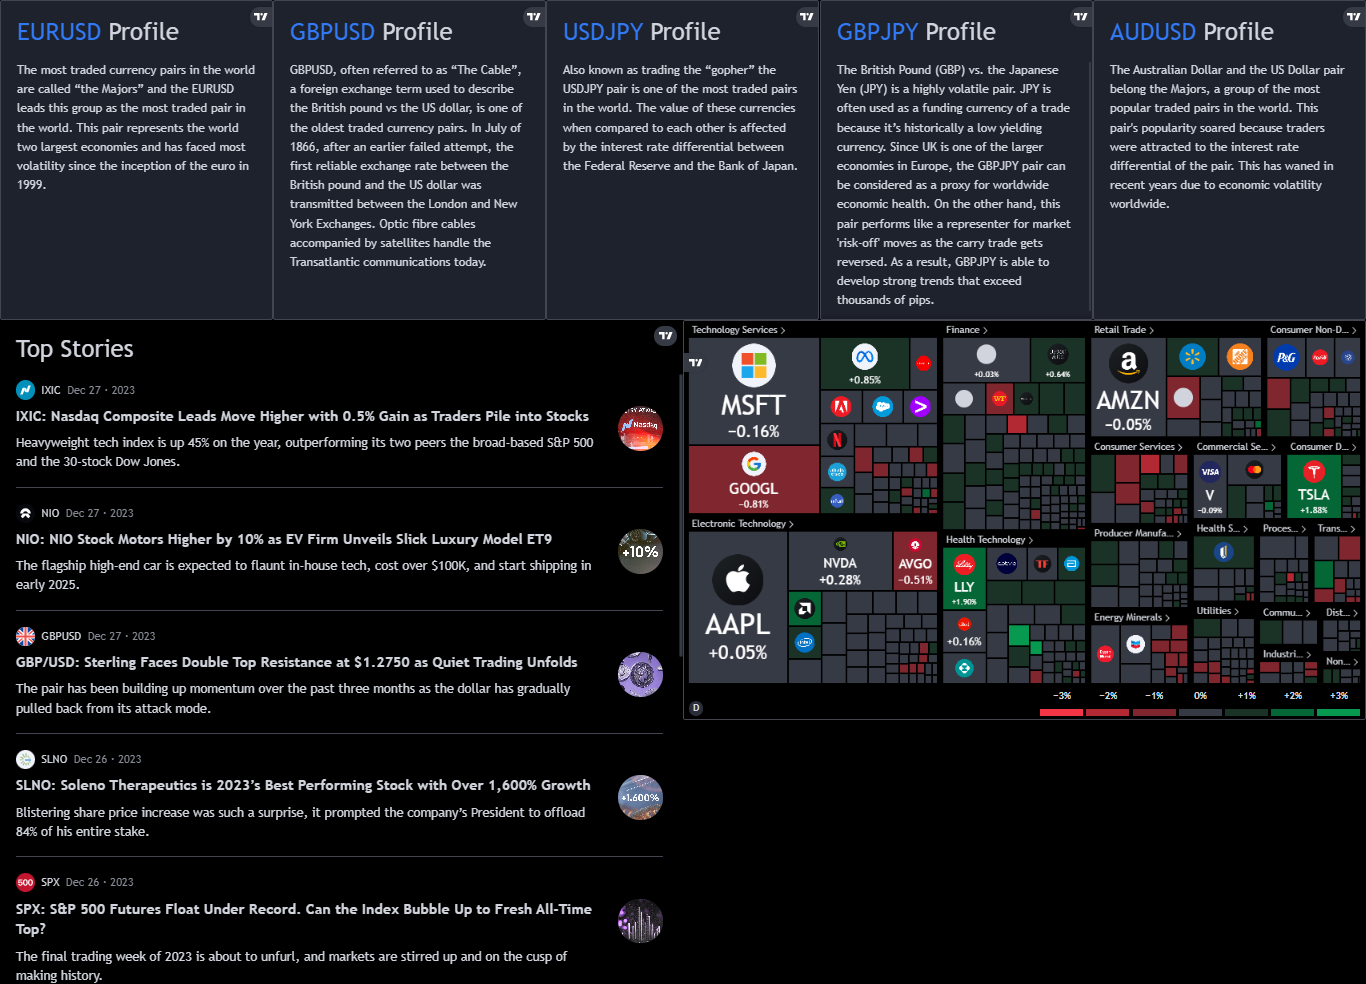 EURUSD Profile
The most traded currency pairs in the world
are called “the Majors” and the EURUSD
leads this group as the most traded pair in
the world. This pair represents the world
two largest economies and has faced most
volatility since the inception of the euro in
1999.
GBPUSD Profile
GBPUSD, often referred to as “The Cable”,
a foreign exchange term used to describe
the British pound vs the US dollar, is one of
the oldest traded currency pairs. In July of
1866, after an earlier failed attempt, the
first reliable exchange rate between the
British pound and the US dollar was
transmitted between the London and New
York Exchanges. Optic fibre cables
accompanied by satellites handle the
Transatlantic communications today.
USDJPY Profile
Also known as trading the “gopher” the
USDJPY pair is one of the most traded pairs
in the world. The value of these currencies
when compared to each other is affected
by the interest rate differential between
the Federal Reserve and the Bank of Japan.
GBPJPY Profile
The British Pound (GBP) vs. the Japanese
Yen (JPY) is a highly volatile pair. JPY is
often used as a funding currency of a trade
because it’s historically a low yielding
currency. Since UK is one of the larger
economies in Europe, the GBPJPY pair can
be considered as a proxy for worldwide
economic health. On the other hand, this
pair performs like a representer for market
'risk-off' moves as the carry trade gets
reversed. As a result, GBPJPY is able to
develop strong trends that exceed
thousands of pips.
AUDUSD Profile
The Australian Dollar and the US Dollar pair
belong the Majors, a group of the most
popular traded pairs in the world. This
pair's popularity soared because traders
were attracted to the interest rate
differential of the pair. This has waned in
recent years due to economic volatility
worldwide.
Top Stories
IXIC Dec 27 · 2023
IXIC: Nasdaq Composite Leads Move Higher with 0.5% Gain as Traders Pile into Stocks
Heavyweight tech index is up 45% on the year, outperforming its two peers the broad-based S&P 500
and the 30-stock Dow Jones.
Nasdaq
NIO Dec 27 · 2023
NIO: NIO Stock Motors Higher by 10% as EV Firm Unveils Slick Luxury Model ET9
The flagship high-end car is expected to flaunt in-house tech, cost over $100K, and start shipping in
early 2025.
+10%
GBPUSD Dec 27 · 2023
GBP/USD: Sterling Faces Double Top Resistance at $1.2750 as Quiet Trading Unfolds
The pair has been building up momentum over the past three months as the dollar has gradually
pulled back from its attack mode.
SLNO Dec 26 · 2023
SLNO: Soleno Therapeutics is 2023’s Best Performing Stock with Over 1,600% Growth
Blistering share price increase was such a surprise, it prompted the company’s President to offload
84% of his entire stake.
+1,600%
500 SPX Dec 26 · 2023
SPX: S&P 500 Futures Float Under Record. Can the Index Bubble Up to Fresh All-Time
Top?
The final trading week of 2023 is about to unfurl, and markets are stirred up and on the cusp of
making history.
Technology Services >
MSFT
−0.16%
+0.85%
GOOGL
−0.81%
Electronic Technology >
AAPL
+0.05%
NVDA
+0.28%
AVGO
−0.51%
Finance >
+0.03%
+0.64%
WF
Health Technology >
Lilly
LLY
+1.90%
+0.16%
TF
Retail Trade >
AMZN
−0.05%
Consumer Non-D... >
P&G
Consumer Services >
Commercial Se... >
VISA
V
−0.09%
Consumer D... >
TSLA
+1.88%
Producer Manufa... >
Health S... >
Proces... >
Trans... >
Energy Minerals >
Utilities >
Commu... >
Dist... >
Industri... >
Non... >
D
−3% −2% −1% 0% +1% +2% +3%